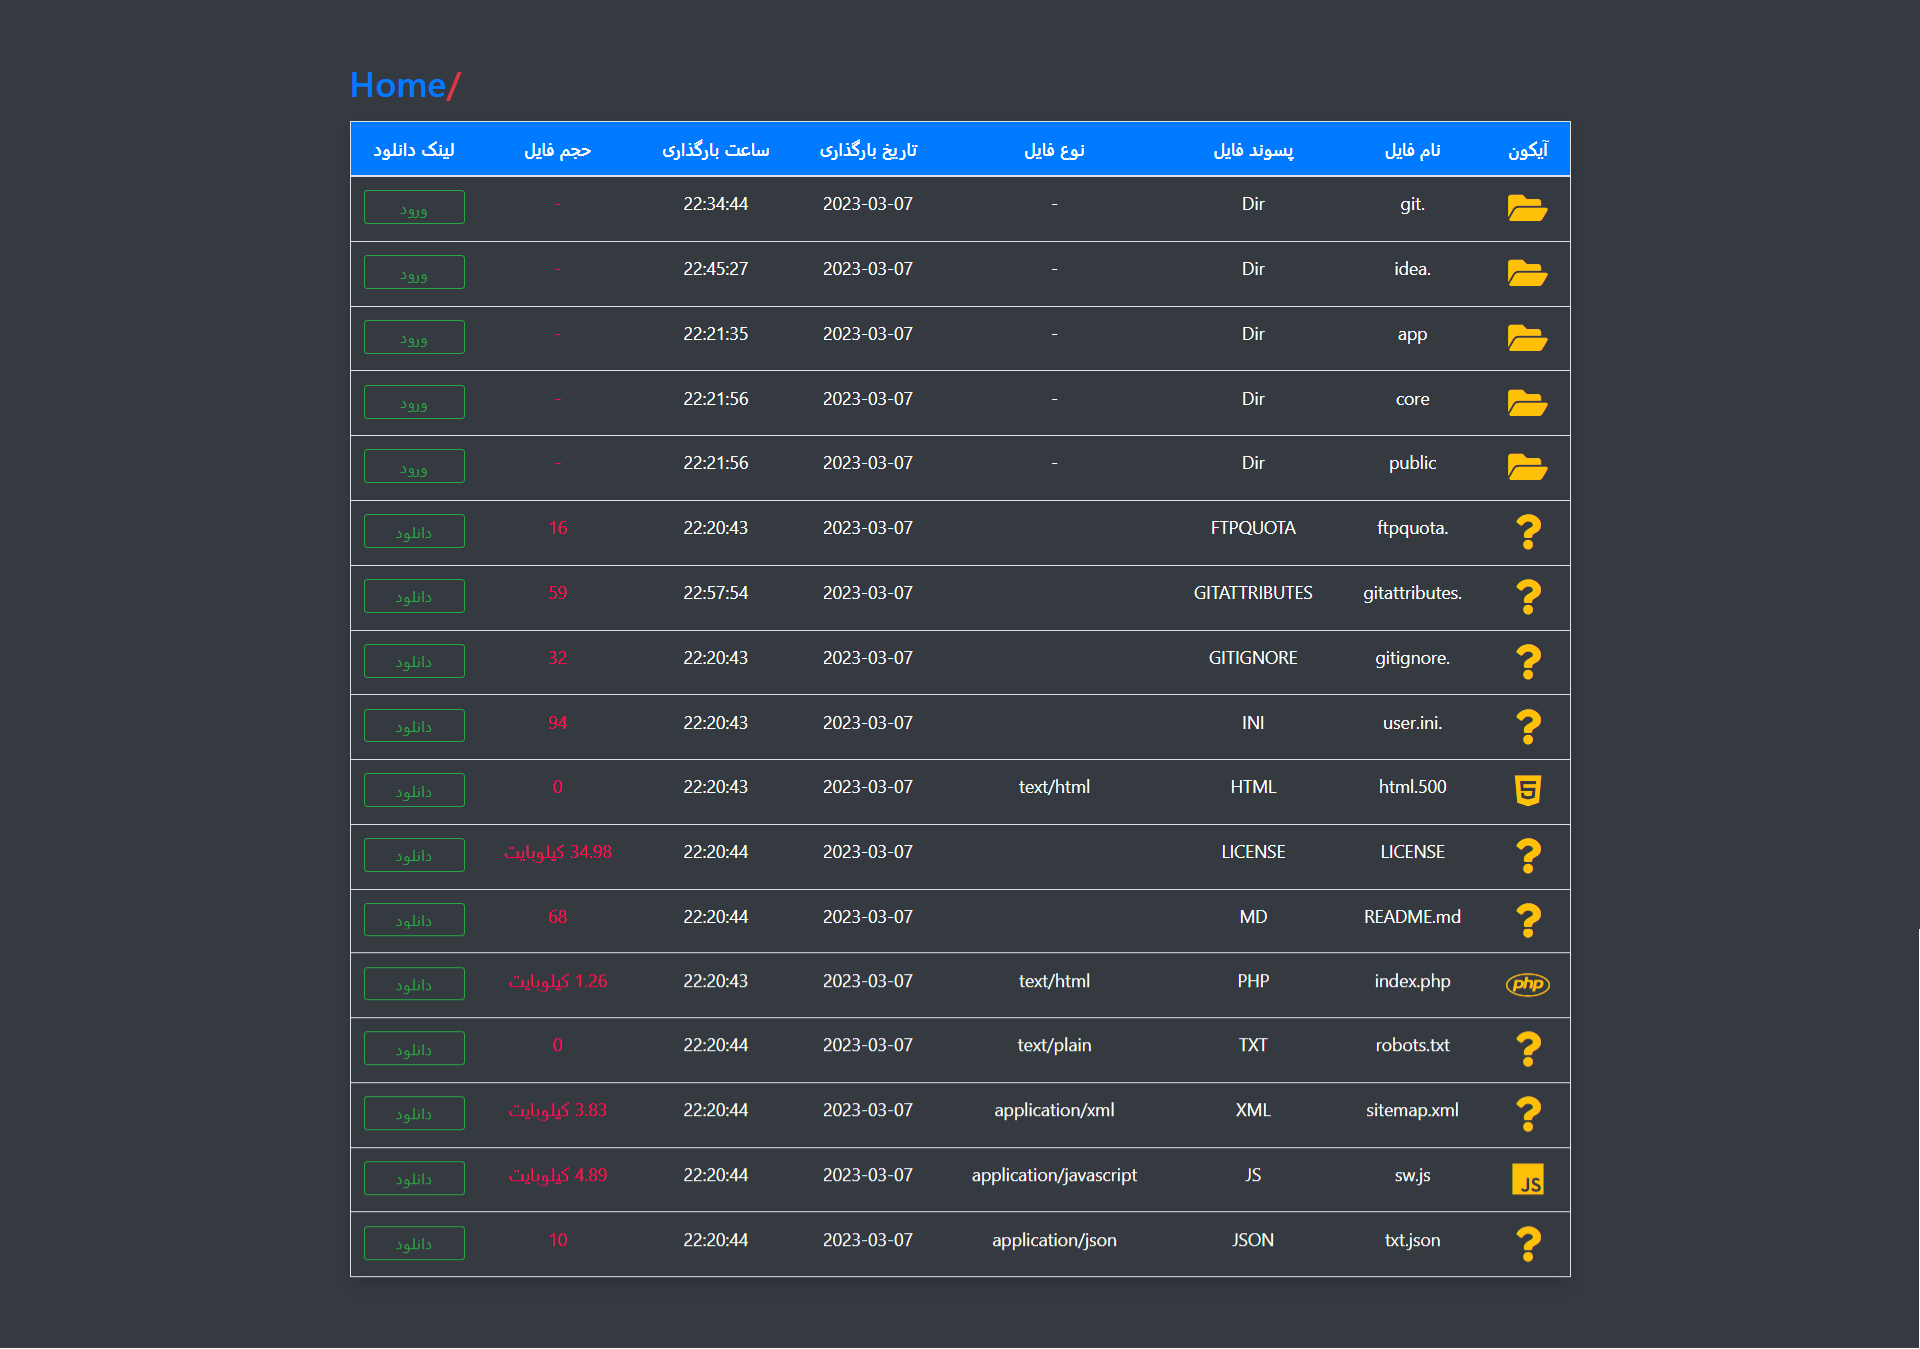 Home/
آیکون نام فایل پسوند فایل نوع فایل تاریخ بارگذاری ساعت بارگذاری حجم فایل لینک دانلود
git. Dir - 2023-03-07 22:34:44 - ورود
idea. Dir - 2023-03-07 22:45:27 - ورود
app Dir - 2023-03-07 22:21:35 - ورود
core Dir - 2023-03-07 22:21:56 - ورود
public Dir - 2023-03-07 22:21:56 - ورود
ftpquota. FTPQUOTA 2023-03-07 22:20:43 16 دانلود
gitattributes. GITATTRIBUTES 2023-03-07 22:57:54 59 دانلود
gitignore. GITIGNORE 2023-03-07 22:20:43 32 دانلود
user.ini. INI 2023-03-07 22:20:43 94 دانلود
5 html.500 HTML text/html 2023-03-07 22:20:43 0 دانلود
LICENSE LICENSE 2023-03-07 22:20:44 34.98 کیلوبایت دانلود
README.md MD 2023-03-07 22:20:44 68 دانلود
php index.php PHP text/html 2023-03-07 22:20:43 1.26 کیلوبایت دانلود
robots.txt TXT text/plain 2023-03-07 22:20:44 0 دانلود
sitemap.xml XML application/xml 2023-03-07 22:20:44 3.83 کیلوبایت دانلود
JS sw.js JS application/javascript 2023-03-07 22:20:44 4.89 کیلوبایت دانلود
txt.json JSON application/json 2023-03-07 22:20:44 10 دانلود